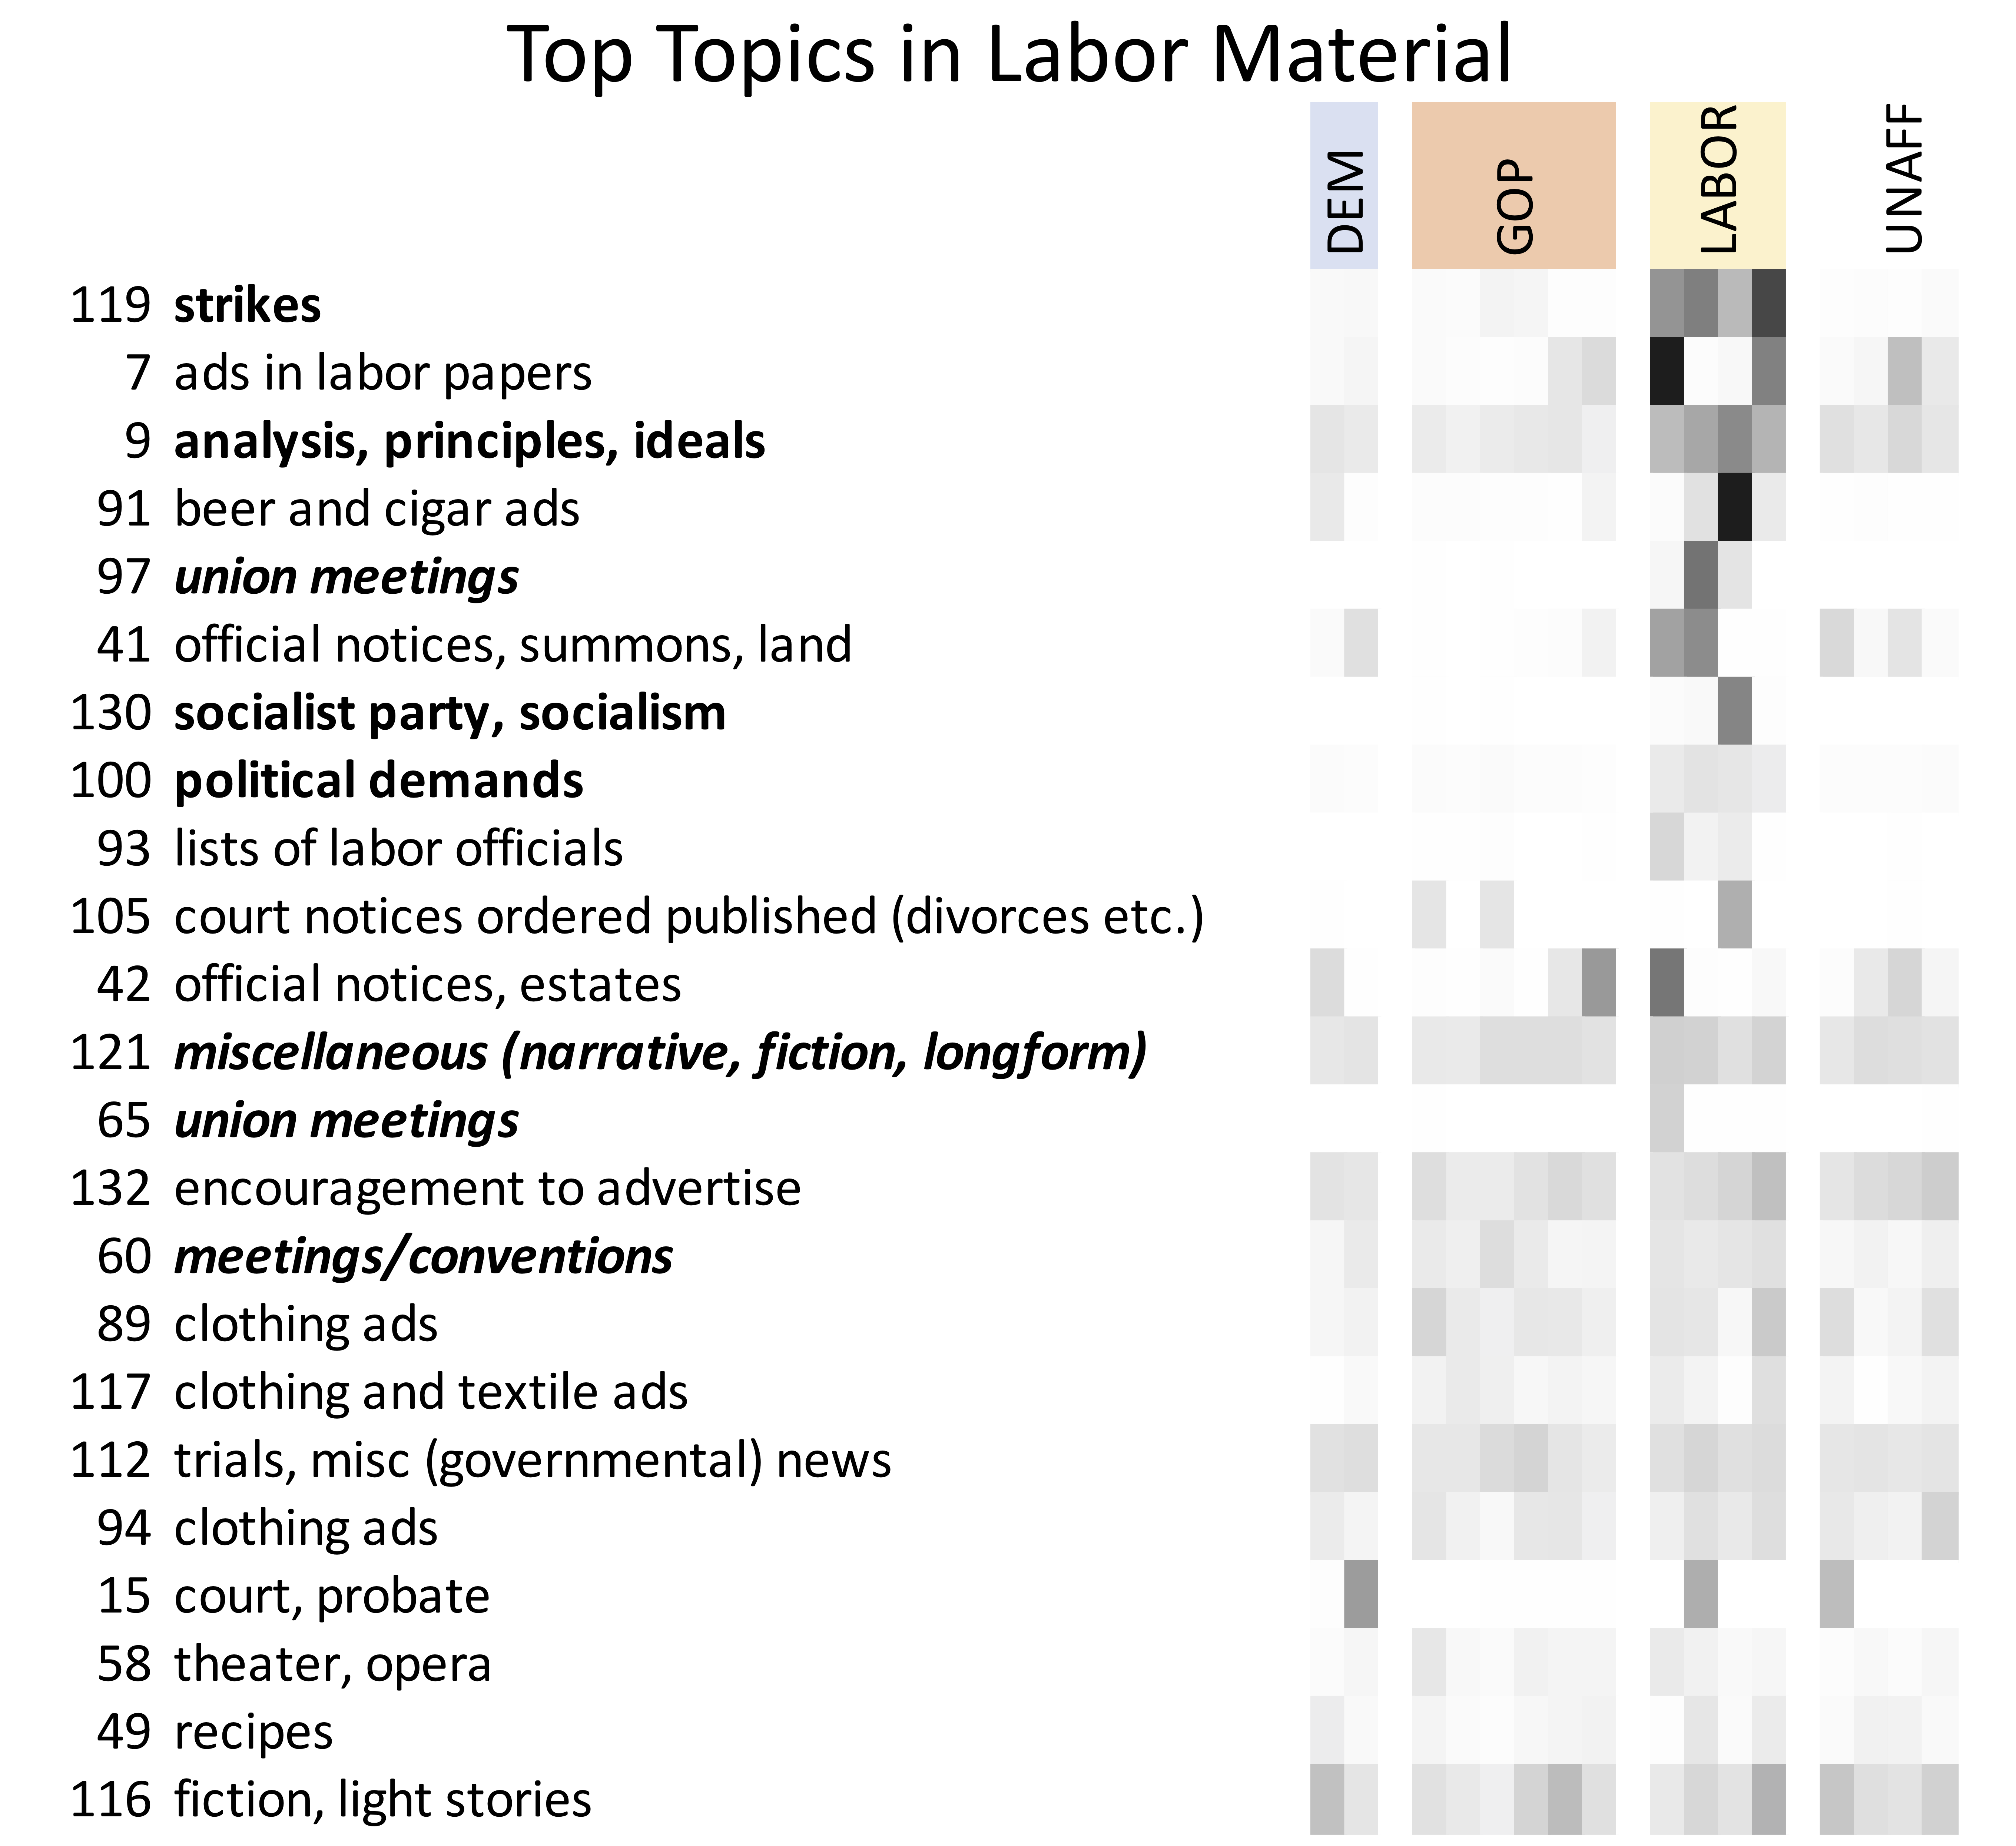 Top Topics in Labor Material
DEM
GOP
LABOR
UNAFF
119 strikes
7 ads in labor papers
9 analysis, principles, ideals
91 beer and cigar ads
97 union meetings
41 official notices, summons, land
130 socialist party, socialism
100 political demands
93 lists of labor officials
105 court notices ordered published (divorces etc.)
42 official notices, estates
121 miscellaneous (narrative, fiction, longform)
65 union meetings
132 encouragement to advertise
60 meetings/conventions
89 clothing ads
117 clothing and textile ads
112 trials, misc (governmental) news
94 clothing ads
15 court, probate
58 theater, opera
49 recipes
116 fiction, light stories